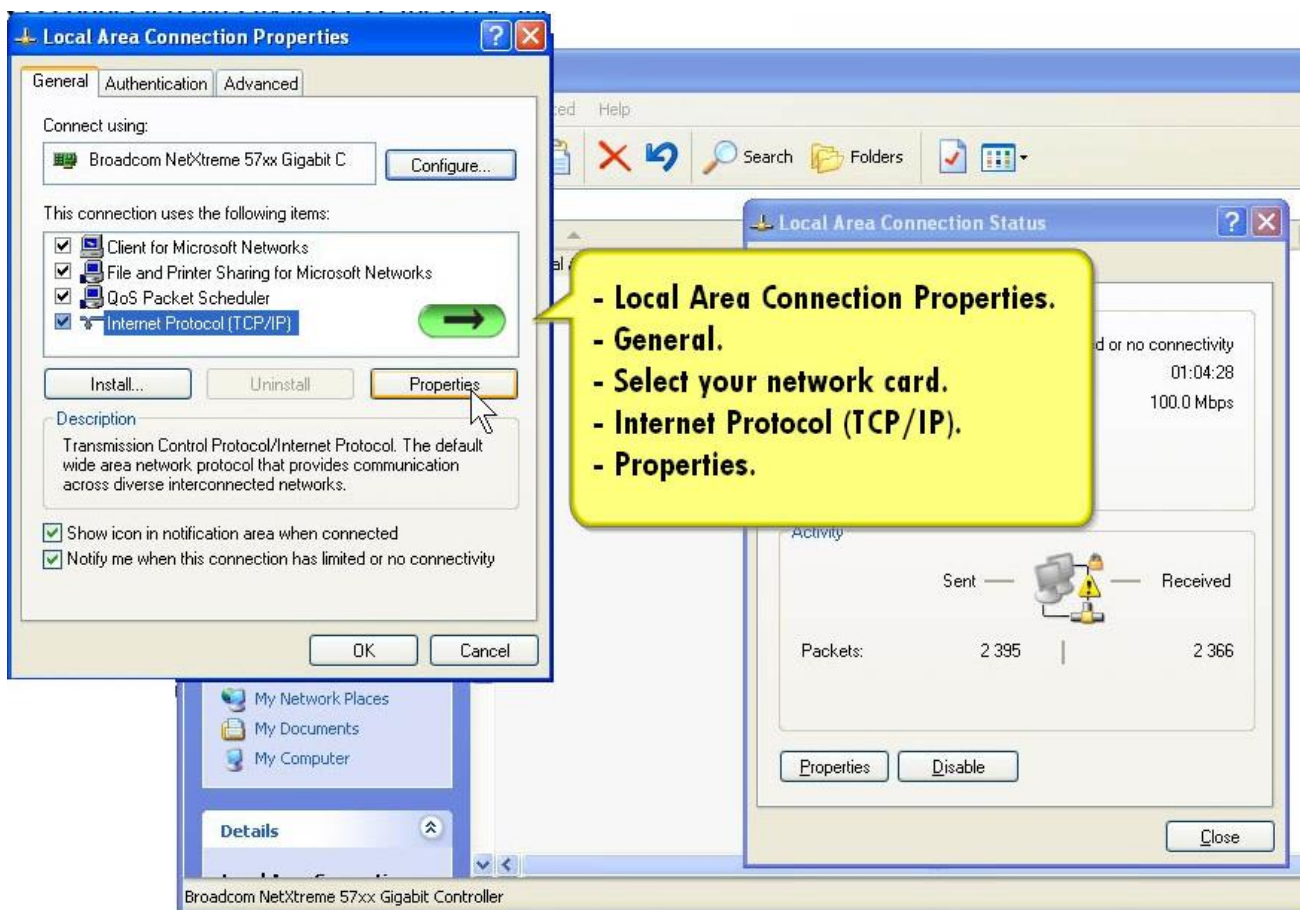 Local Area Connection Properties
General
Authentication
Advanced
Connect using:
Broadcom NetXtreme 57xx Gigabit C
Configure...
This connection uses the following items:
Client for Microsoft Networks
File and Printer Sharing for Microsoft Networks
QoS Packet Scheduler
Internet Protocol (TCP/IP)
Install...
Uninstall
Properties
Description
Transmission Control Protocol/Internet Protocol. The default
wide area network protocol that provides communication
across diverse interconnected networks.
Show icon in notification area when connected
Notify me when this connection has limited or no connectivity
OK
Cancel
Help
Search
Folders
- Local Area Connection Properties.
- General.
- Select your network card.
- Internet Protocol (TCP/IP).
- Properties.
Local Area Connection Status
or no connectivity
01:04:28
100.0 Mbps
Activity
Sent
Received
Packets:
2 395
2 366
Properties
Disable
Close
My Network Places
My Documents
My Computer
Details
Broadcom NetXtreme 57xx Gigabit Controller